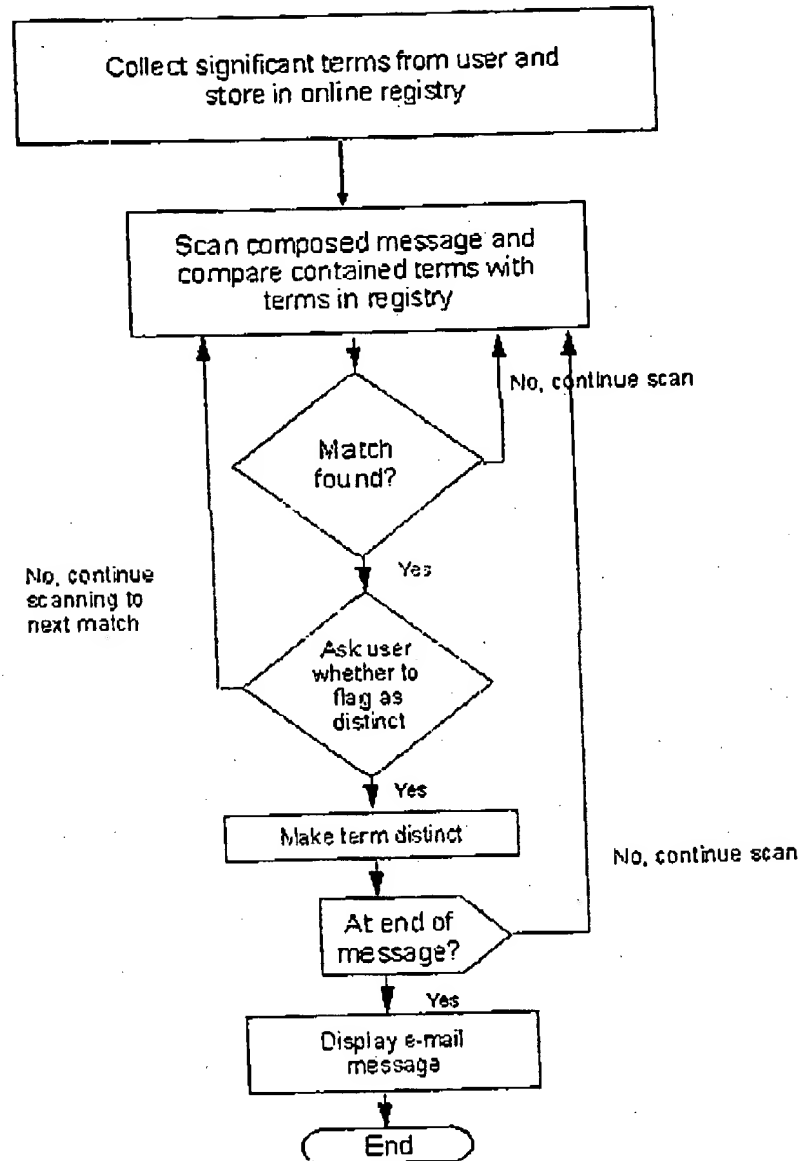 Collect significant terms from user and
store in online registry
Scan composed message and
compare contained terms with
terms in registry
No, continue scan
Match
found?
Yes
No, continue
scanning to
next match
Ask user
whether to
flag as
distinct
Yes
Make term distinct
No, continue scan
At end of
message?
Yes
Display e-mail
message
End